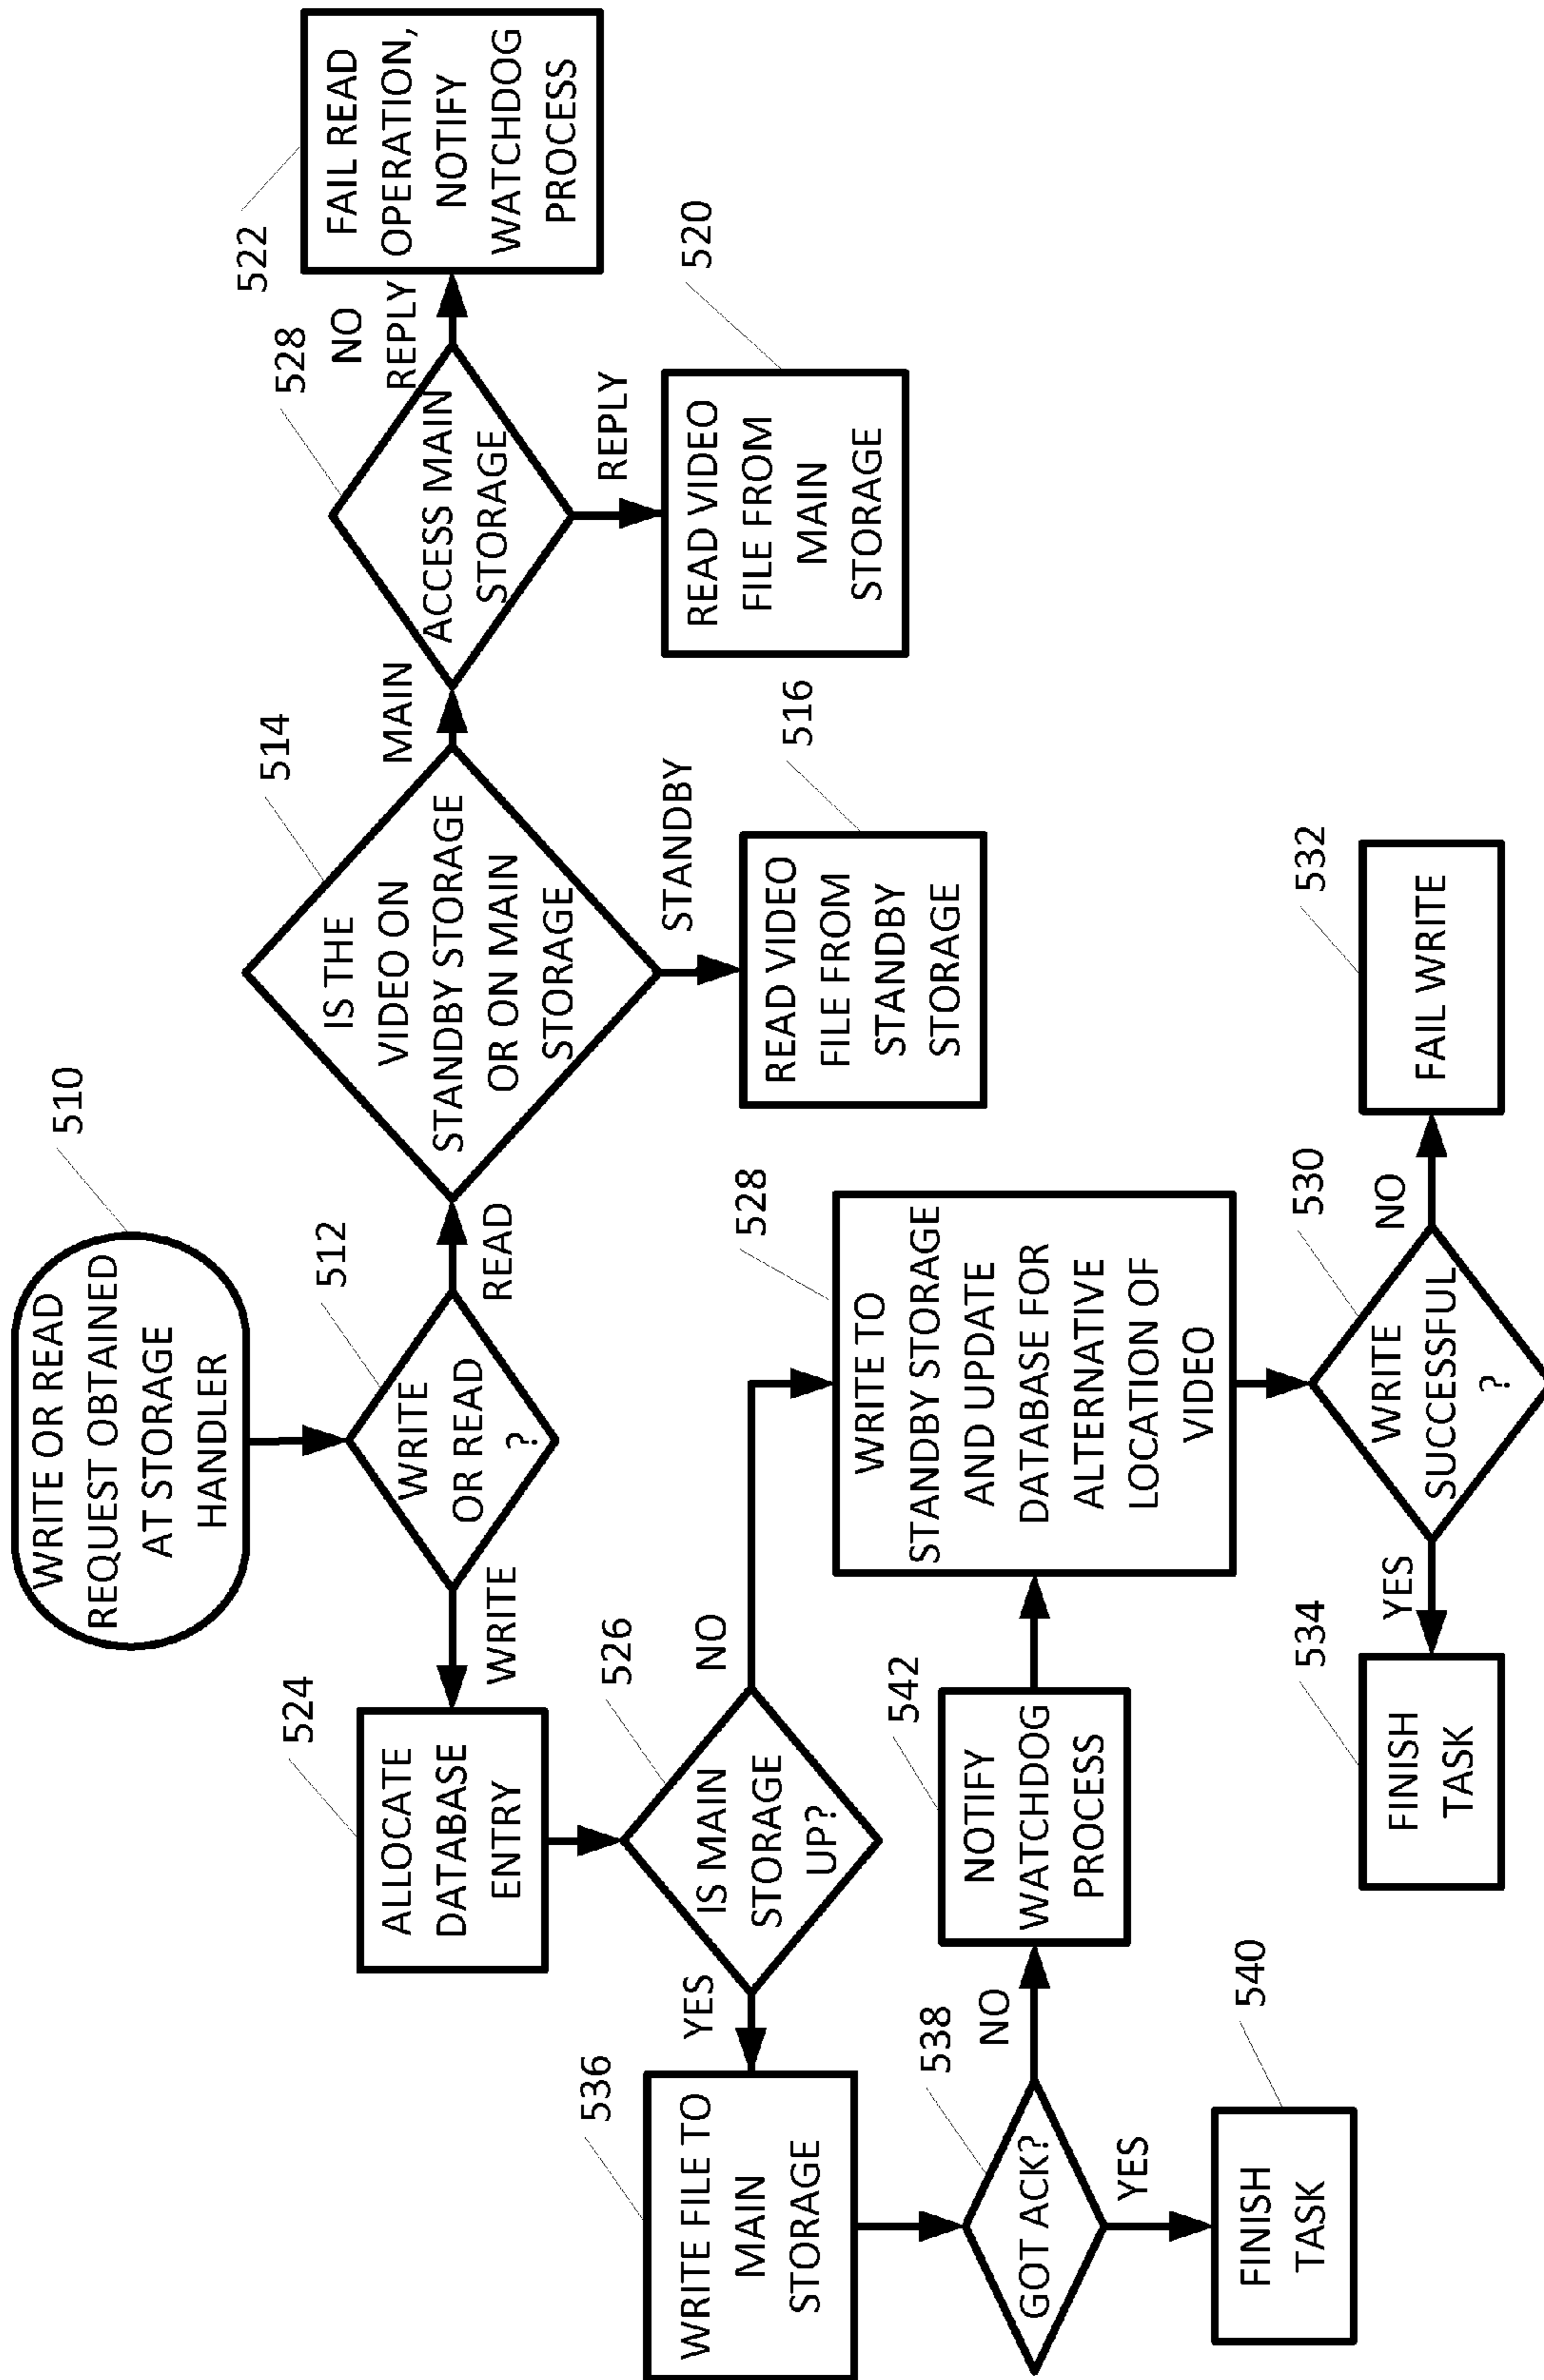 WRITE OR READ
REQUEST OBTAINED
AT STORAGE
HANDLER
510
WRITE
OR READ
?
512
READ
WRITE
IS THE
VIDEO ON
STANDBY STORAGE
OR ON MAIN
STORAGE
514
MAIN
STANDBY
ACCESS MAIN
STORAGE
528
NO
REPLY
REPLY
FAIL READ
OPERATION,
NOTIFY
WATCHDOG
PROCESS
522
READ VIDEO
FILE FROM
MAIN
STORAGE
520
READ VIDEO
FILE FROM
STANDBY
STORAGE
516
ALLOCATE
DATABASE
ENTRY
524
IS MAIN
STORAGE
UP?
526
NO
YES
WRITE FILE TO
MAIN
STORAGE
536
GOT ACK?
538
NO
YES
NOTIFY
WATCHDOG
PROCESS
542
FINISH
TASK
540
WRITE TO
STANDBY STORAGE
AND UPDATE
DATABASE FOR
ALTERNATIVE
LOCATION OF
VIDEO
528
WRITE
SUCCESSFUL
?
530
YES
NO
FINISH
TASK
534
FAIL WRITE
532